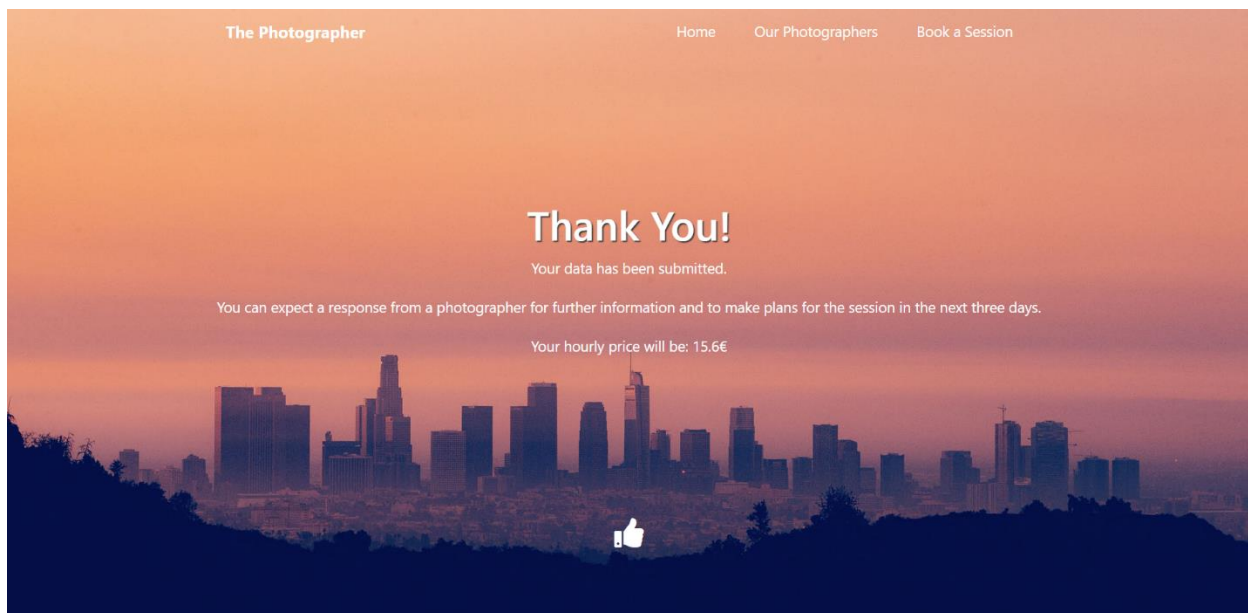 The Photographer
Home Our Photographers Book a Session
Thank You!
Your data has been submitted.
You can expect a response from a photographer for further information and to make plans for the session in the next three days.
Your hourly price will be: 15.6€